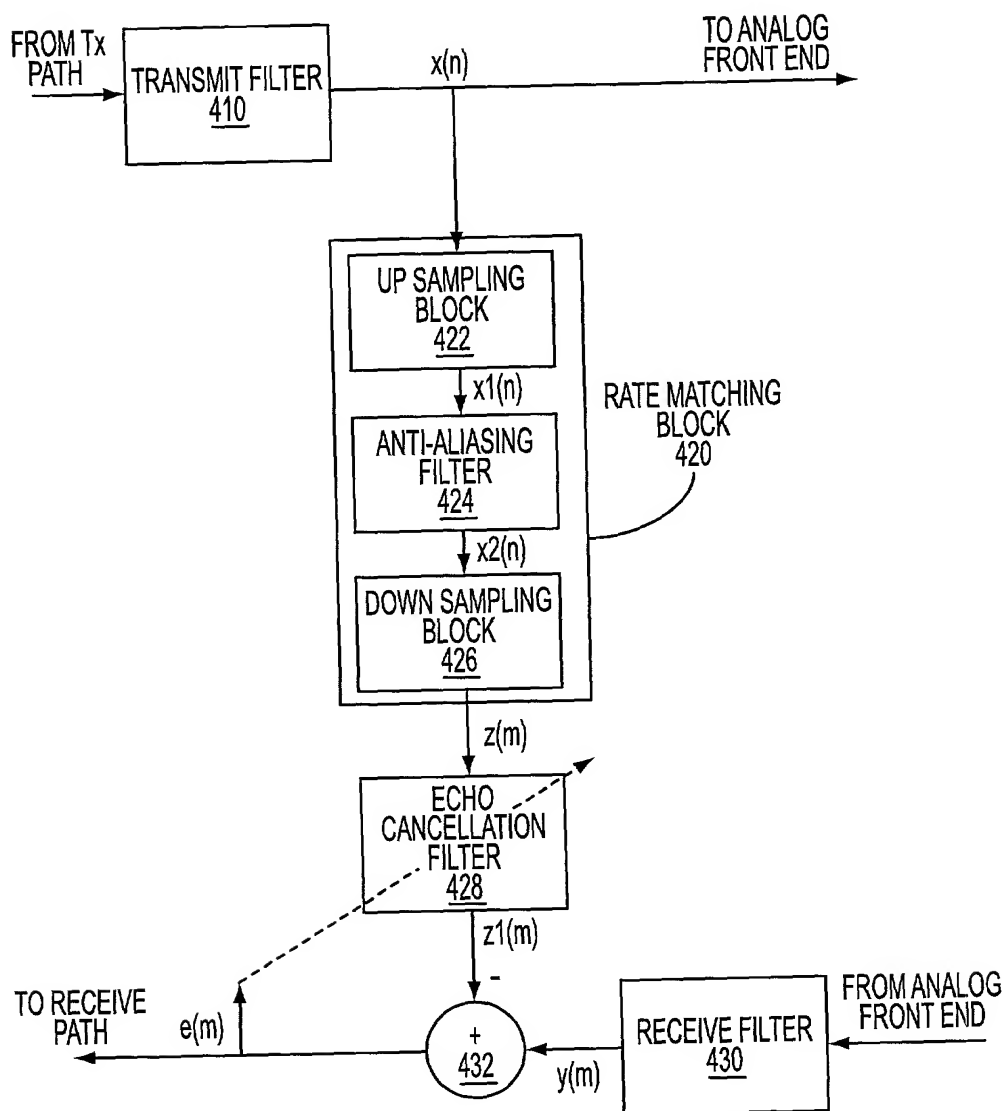 FROM Tx
PATH
TRANSMIT FILTER
410
x(n)
TO ANALOG
FRONT END
UP SAMPLING
BLOCK
422
x1(n)
ANTI-ALIASING
FILTER
424
x2(n)
DOWN SAMPLING
BLOCK
426
RATE MATCHING
BLOCK
420
z(m)
ECHO
CANCELLATION
FILTER
428
z1(m)
-
TO RECEIVE
PATH
e(m)
+
432
y(m)
RECEIVE FILTER
430
FROM ANALOG
FRONT END